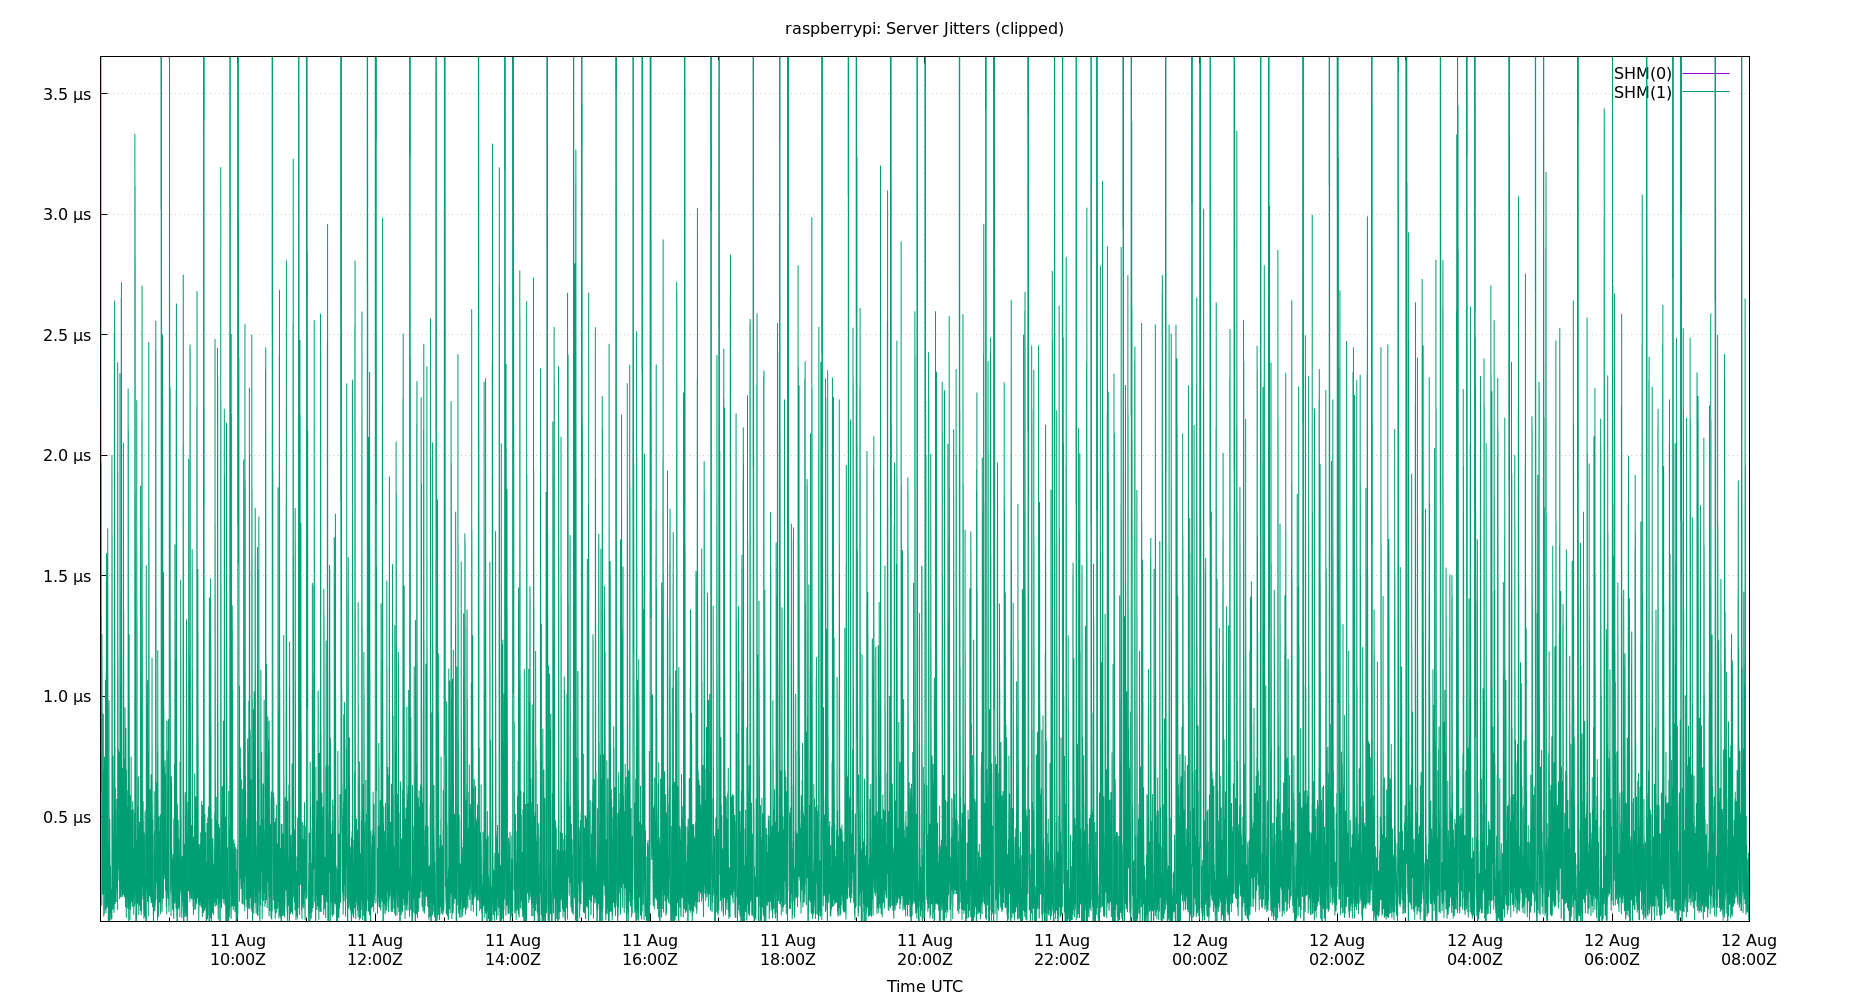 raspberrypi: Server Jitters (clipped)
SHM(0)
SHM(1)
3.5 µs
3.0 µs
2.5 µs
2.0 µs
1.5 µs
1.0 µs
0.5 µs
11 Aug 11 Aug 11 Aug 11 Aug 11 Aug 11 Aug 11 Aug 12 Aug 12 Aug 12 Aug 12 Aug 12 Aug
10:00Z 12:00Z 14:00Z 16:00Z 18:00Z 20:00Z 22:00Z 00:00Z 02:00Z 04:00Z 06:00Z 08:00Z
Time UTC